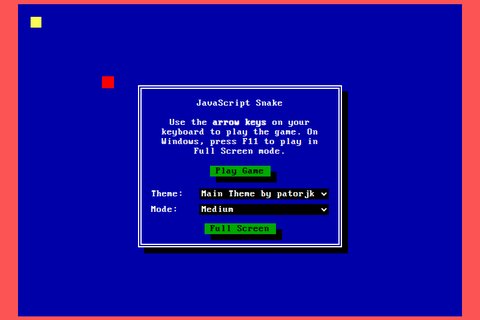 JavaScript Snake
Use the arrow keys on your
keyboard to play the game. On
Windows, press F11 to play in
Full Screen mode.
Play Game
Theme: Main Theme by patorjk
Mode: Medium
Full Screen